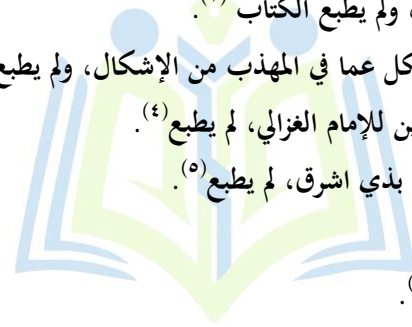 ، ولم يطبع الكتاب (٢).
كل عما في المهذب من الإشكال، ولم يطبع
ين للإمام الغزالي، لم يطبع(٤).
بذي اشرق، لم يطبع(٥).
).